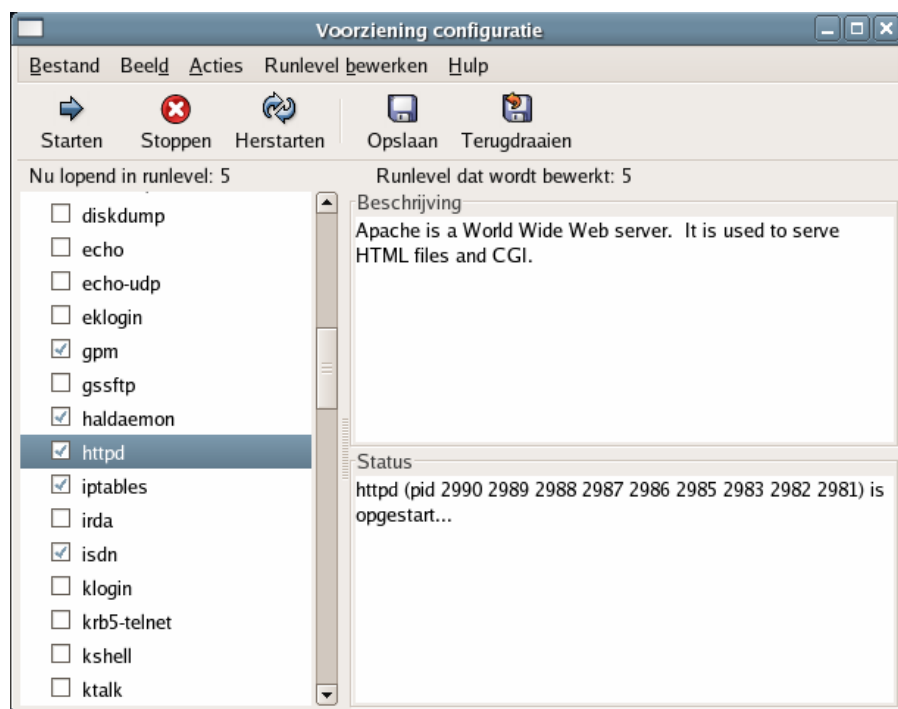 Voorziening configuratie
Bestand Beeld Acties Runlevel bewerken Hulp
Starten Stoppen Herstarten Opslaan Terugdraaien
Nu lopend in runlevel: 5
Runlevel dat wordt bewerkt: 5
diskdump
echo
echo-udp
eklogin
gpm
gssftp
haldaemon
httpd
iptables
irda
isdn
klogin
krb5-telnet
kshell
ktalk
Beschrijving
Apache is a World Wide Web server. It is used to serve
HTML files and CGI.
Status
httpd (pid 2990 2989 2988 2987 2986 2985 2983 2982 2981) is
opgestart...